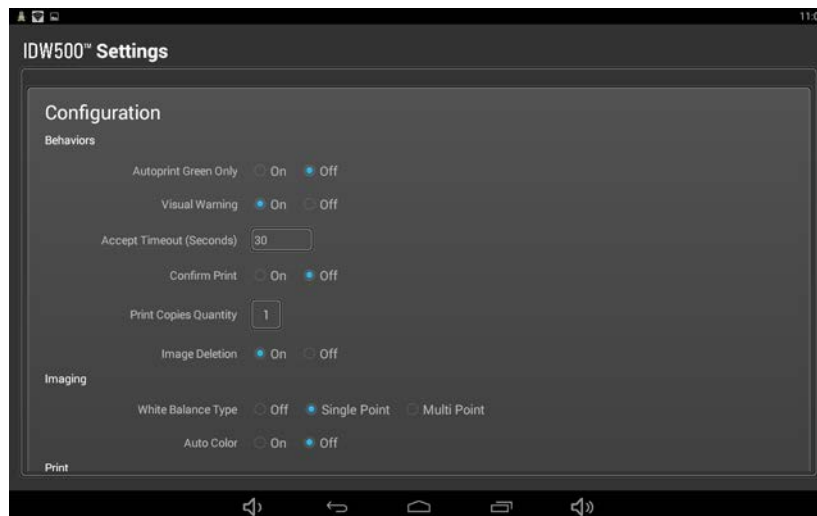 11:0
IDW500™ Settings
Configuration
Behaviors
Autoprint Green Only On Off
Visual Warning On Off
Accept Timeout (Seconds) 30
Confirm Print On Off
Print Copies Quantity 1
Image Deletion On Off
Imaging
White Balance Type Off Single Point Multi Point
Auto Color On Off
Print